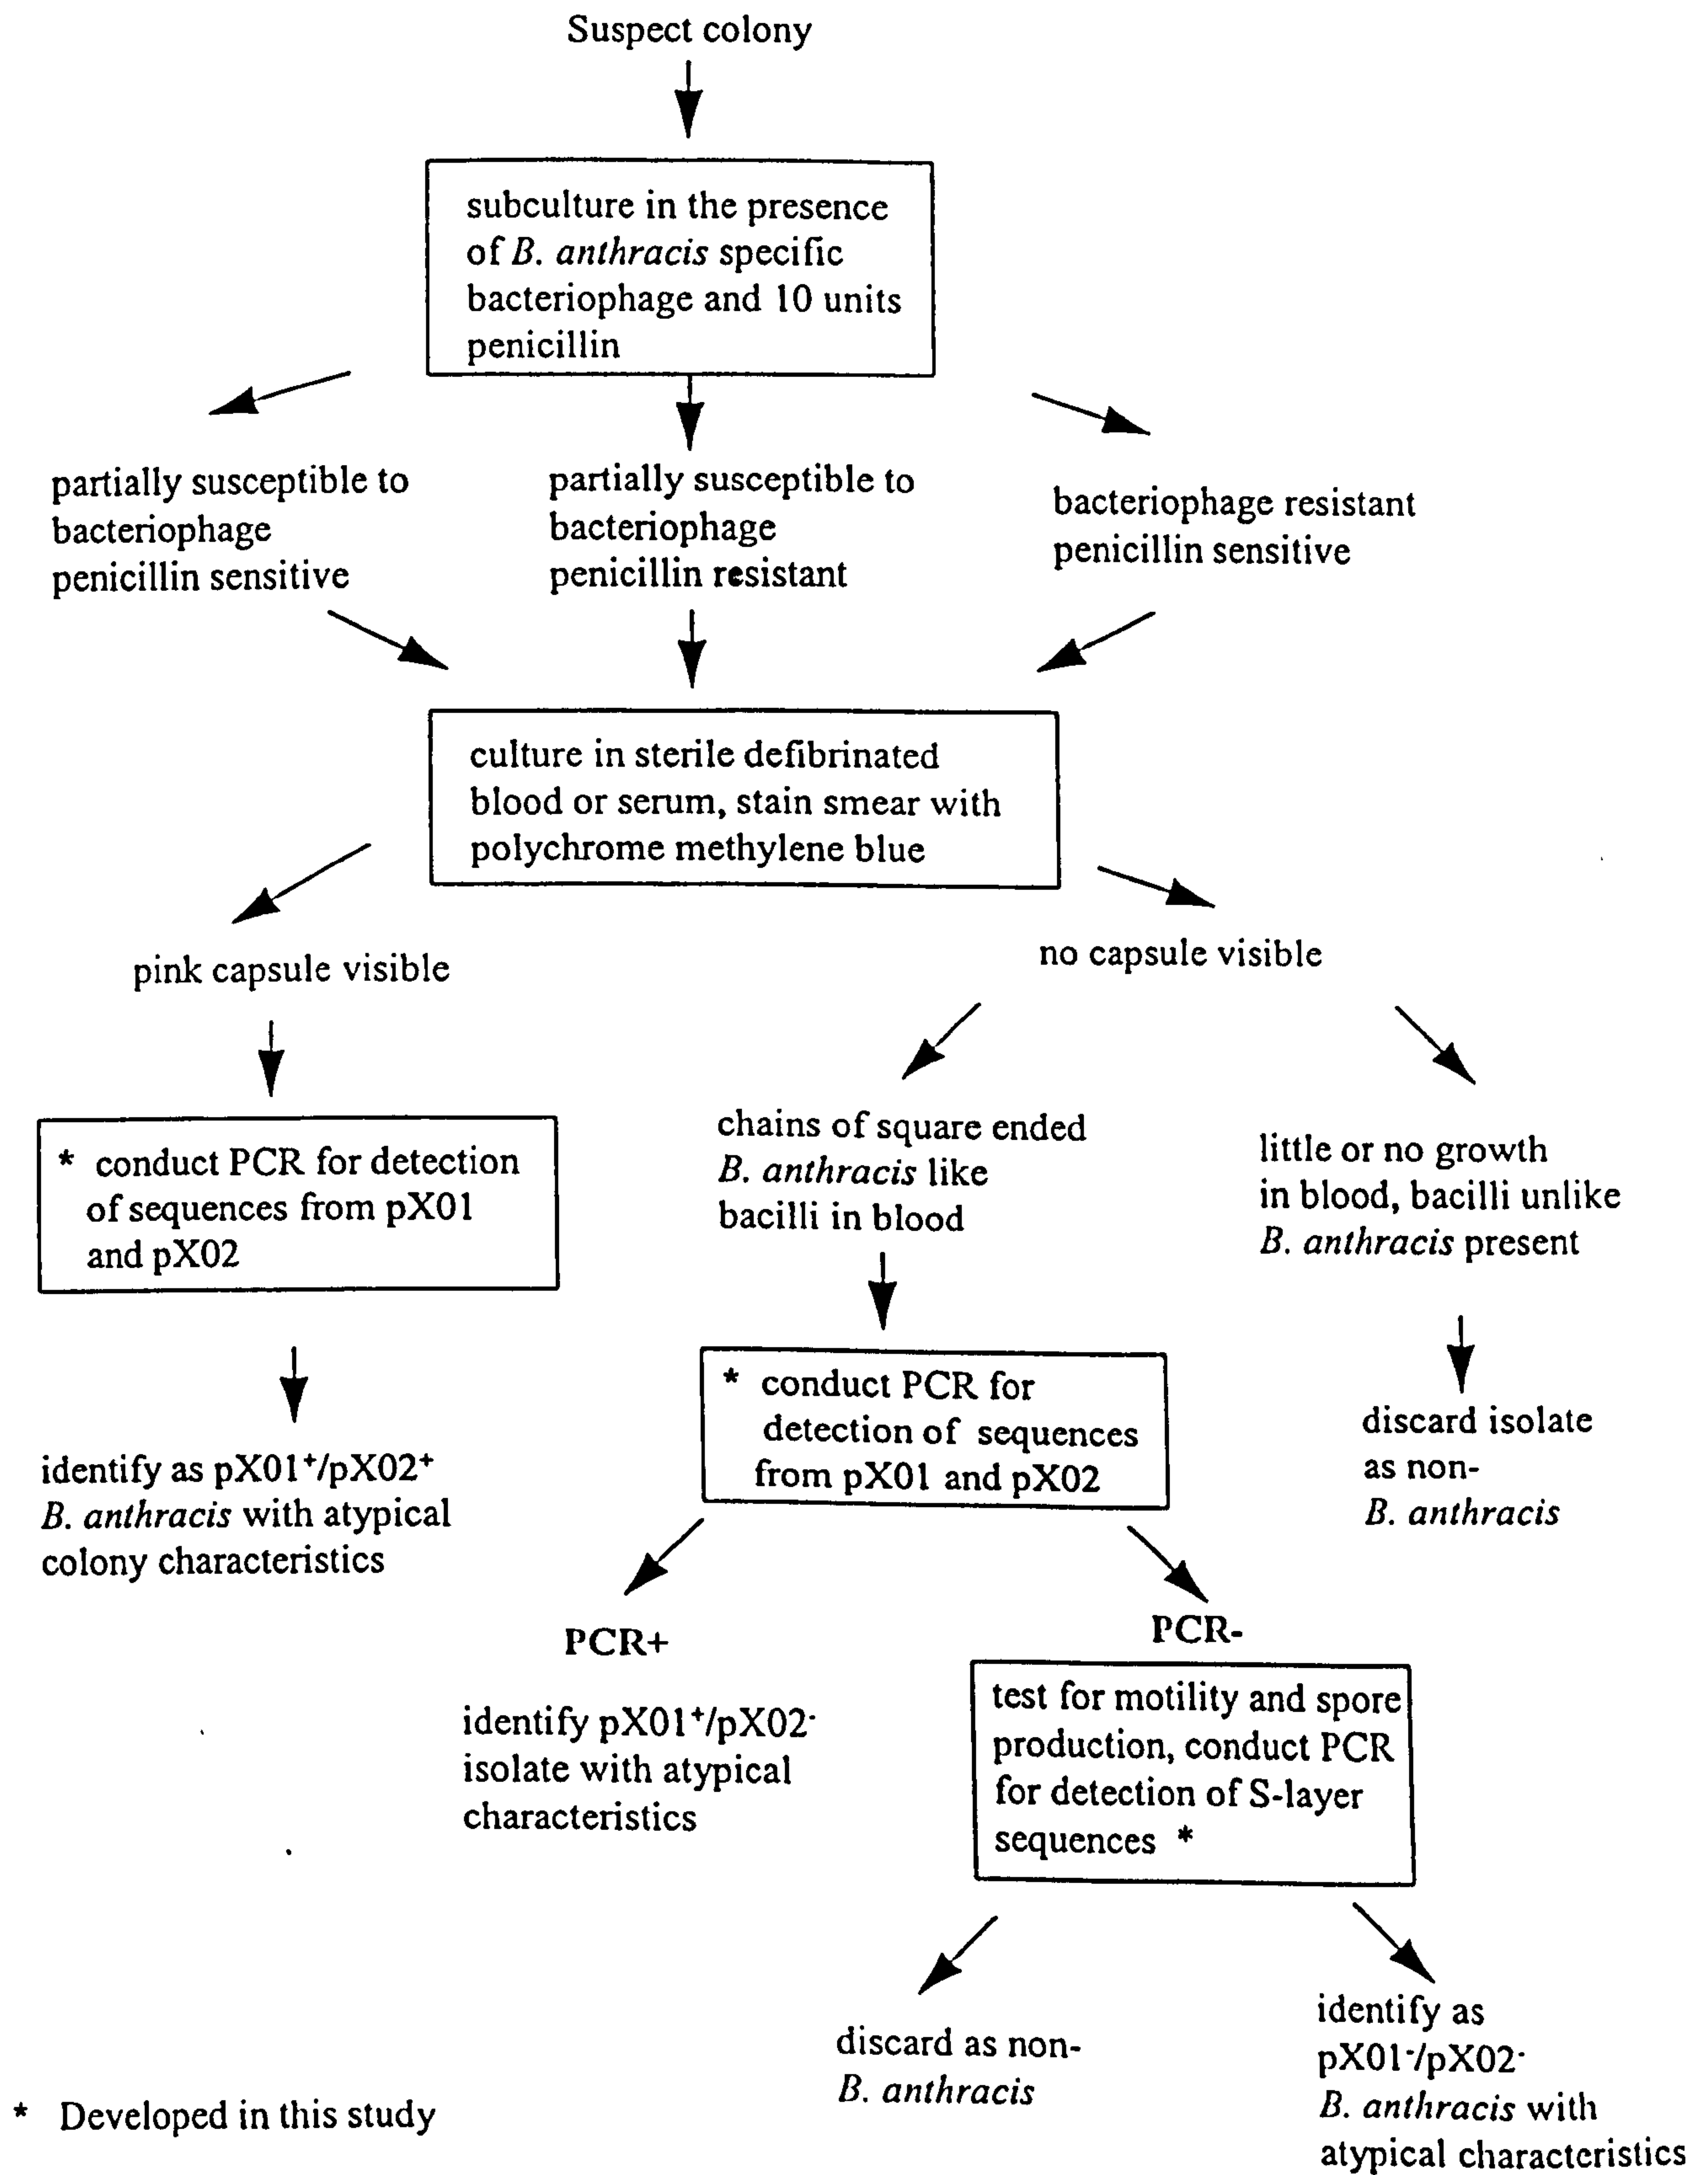 Suspect colony
subculture in the presence
of B. anthracis specific
bacteriophage and 10 units
penicillin
partially susceptible to
bacteriophage
penicillin sensitive
partially susceptible to
bacteriophage
penicillin resistant
bacteriophage resistant
penicillin sensitive
culture in sterile defibrinated
blood or serum, stain smear with
polychrome methylene blue
pink capsule visible
no capsule visible
* conduct PCR for detection
of sequences from pX01
and pX02
chains of square ended
B. anthracis like
bacilli in blood
little or no growth
in blood, bacilli unlike
B. anthracis present
* conduct PCR for
detection of sequences
from pX01 and pX02
discard isolate
as non-
B. anthracis
identify as pX01⁺/pX02⁺
B. anthracis with atypical
colony characteristics
PCR+
identify pX01⁺/pX02⁻
isolate with atypical
characteristics
PCR-
test for motility and spore
production, conduct PCR
for detection of S-layer
sequences *
discard as non-
B. anthracis
identify as
pX01⁻/pX02⁻
B. anthracis with
atypical characteristics
* Developed in this study